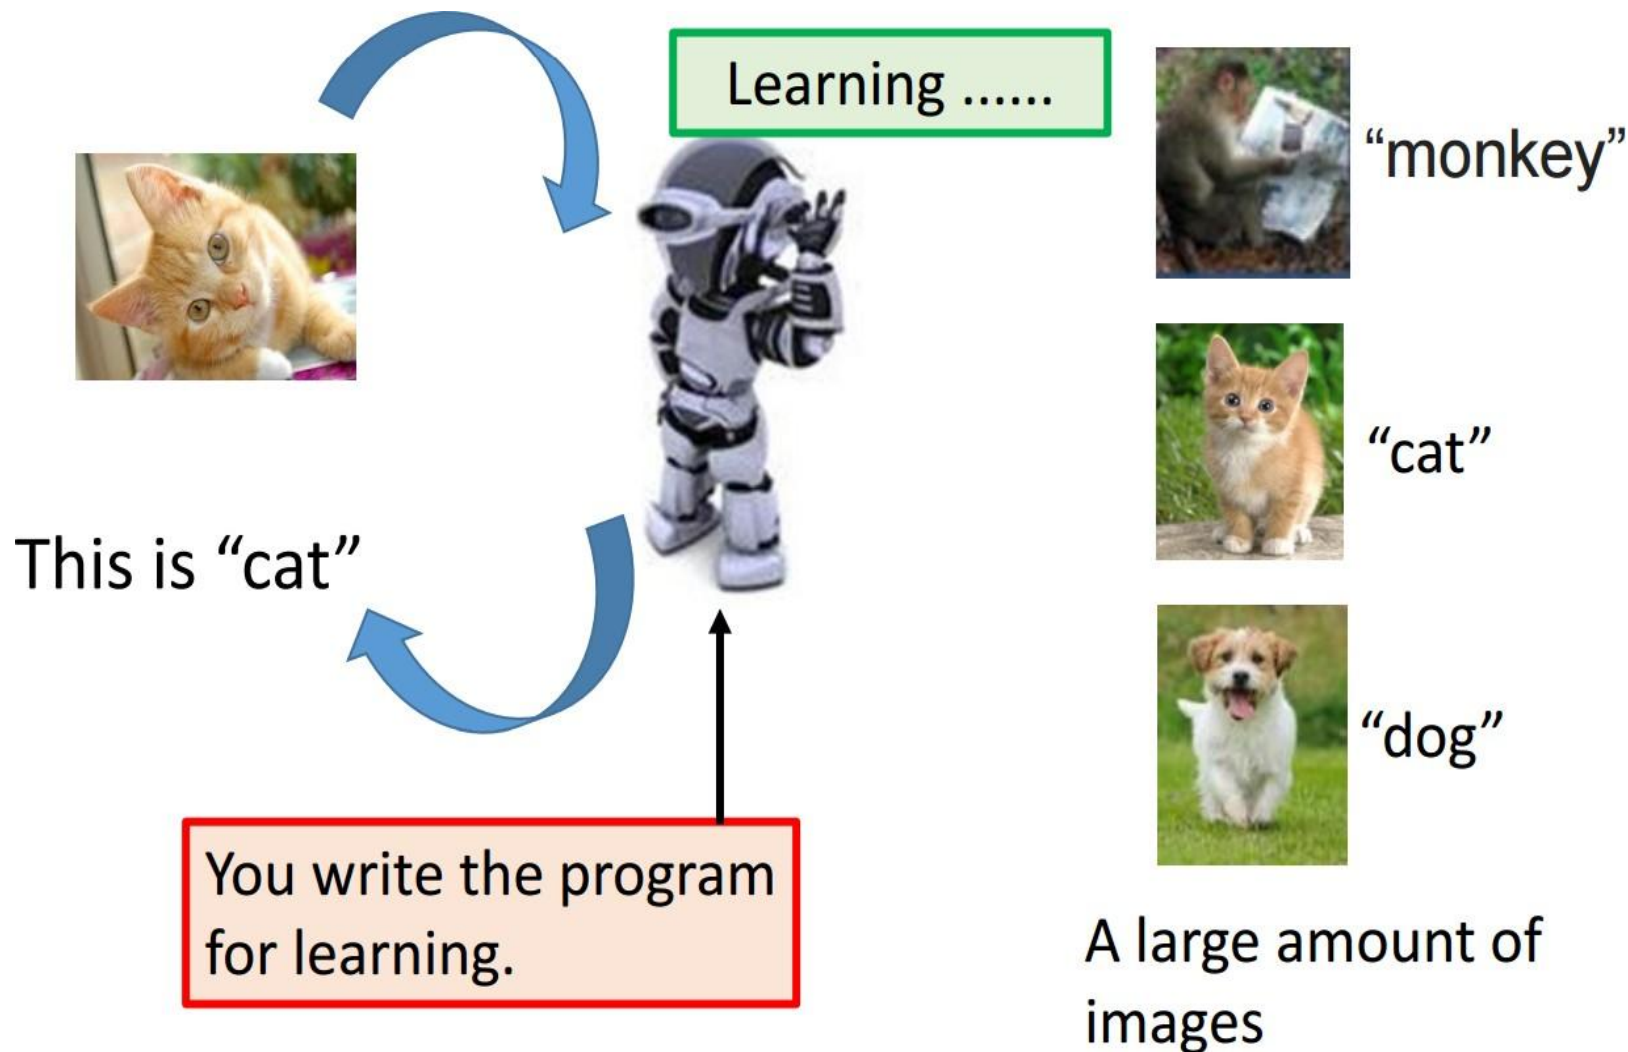 Learning ......
“monkey”
“cat”
This is “cat”
“dog”
You write the program
for learning.
A large amount of
images